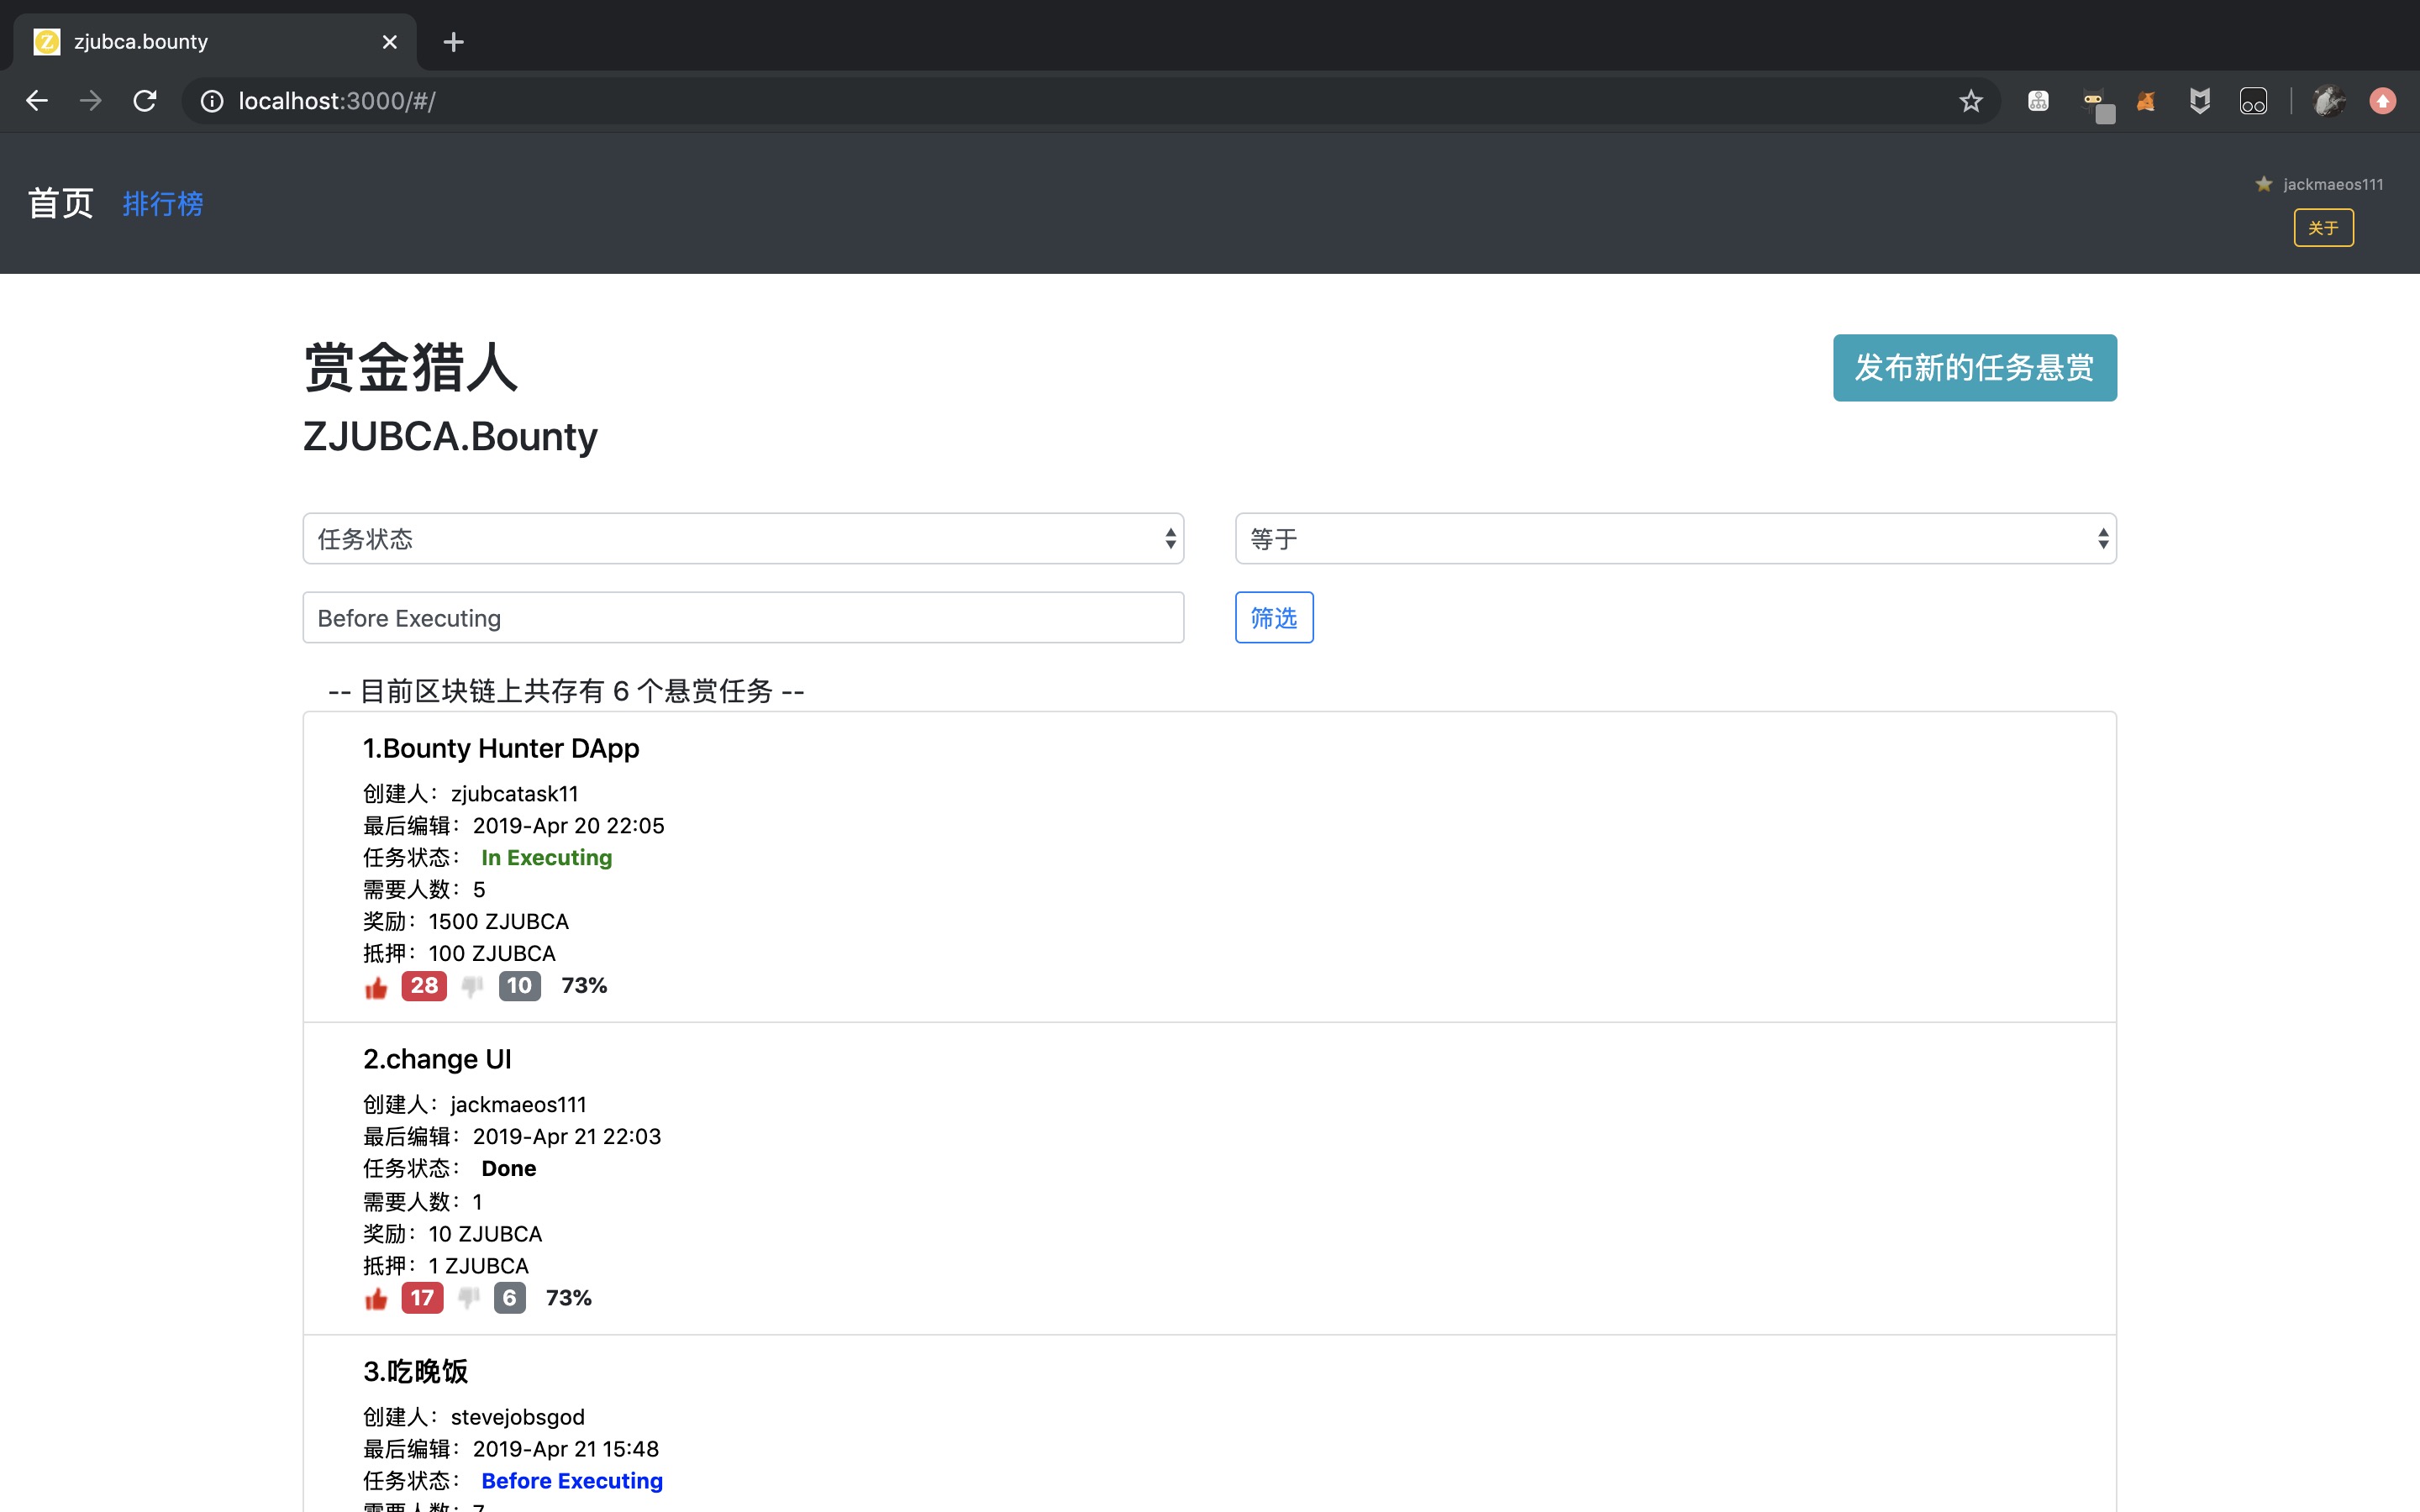 zjubca.bounty
localhost:3000/#/
首页 排行榜
jackmaeos111
关于
赏金猎人
发布新的任务悬赏
ZJUBCA.Bounty
任务状态
等于
Before Executing
筛选
-- 目前区块链上共存有 6 个悬赏任务 --
1.Bounty Hunter DApp
创建人：zjubcatask11
最后编辑：2019-Apr 20 22:05
任务状态： In Executing
需要人数：5
奖励：1500 ZJUBCA
抵押：100 ZJUBCA
28 10 73%
2.change UI
创建人：jackmaeos111
最后编辑：2019-Apr 21 22:03
任务状态： Done
需要人数：1
奖励：10 ZJUBCA
抵押：1 ZJUBCA
17 6 73%
3.吃晚饭
创建人：stevejobsgod
最后编辑：2019-Apr 21 15:48
任务状态： Before Executing
需要人数：7